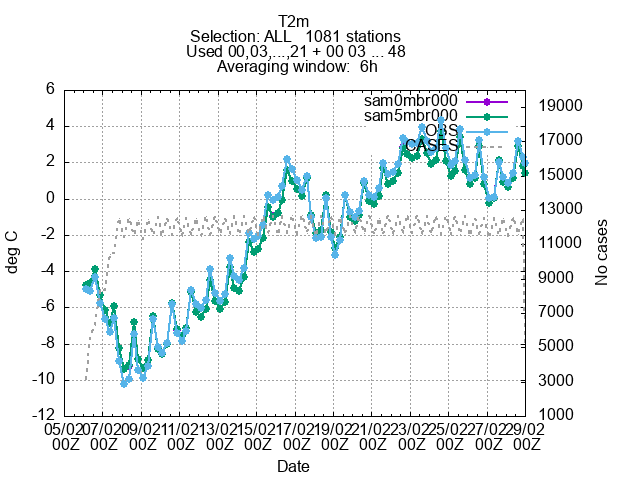 T2m
Selection: ALL   1081 stations
Used 00,03,...,21 + 00 03 ... 48
Averaging window:  6h
sam0mbr000
sam5mbr000
OBS
CASES
6
4
2
0
-2
-4
-6
-8
-10
-12
deg C
19000
17000
15000
13000
11000
9000
7000
5000
3000
1000
No cases
05/02 07/02 09/02 11/02 13/02 15/02 17/02 19/02 21/02 23/02 25/02 27/02 29/02
00Z 00Z 00Z 00Z 00Z 00Z 00Z 00Z 00Z 00Z 00Z 00Z 00Z
Date